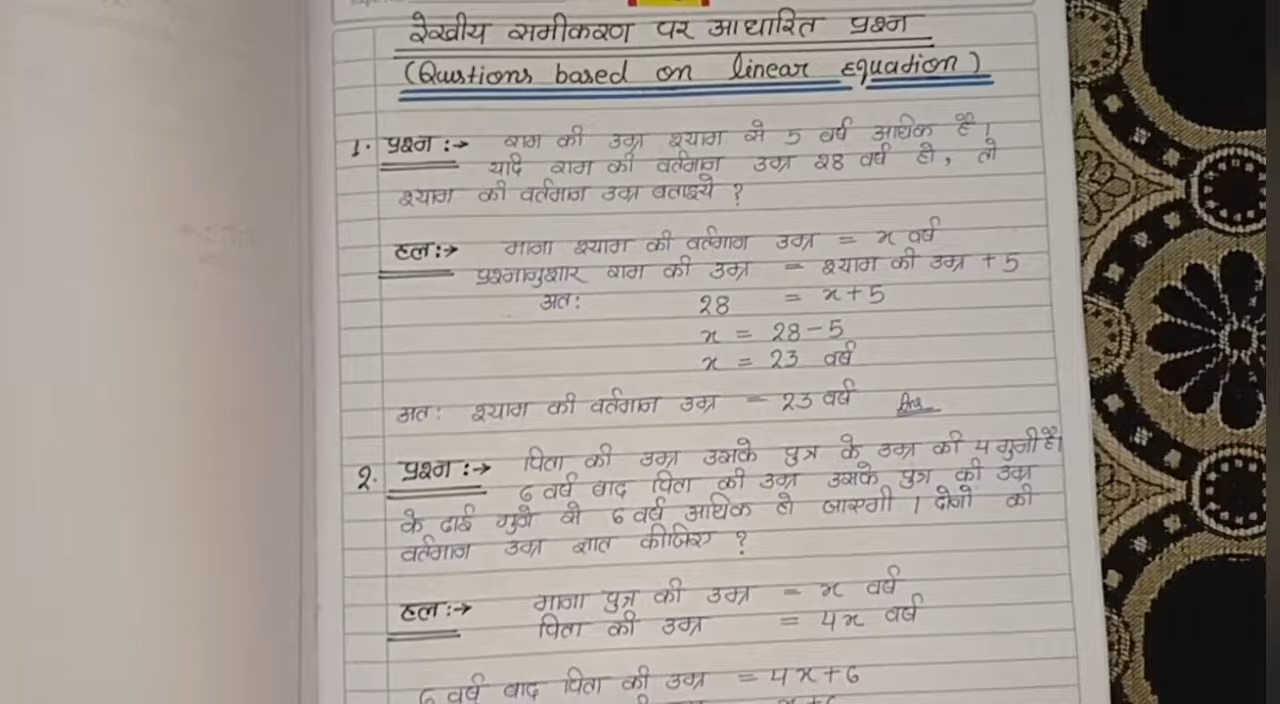 रेखीय समीकरण पर आधारित प्रश्न
(Qustions based on linear Equation)
1. प्रश्न :→ राम की उम्र श्याम से 5 वर्ष अधिक है।
यदि राम की वर्तमान उम्र 28 वर्ष हो, तो
श्याम की वर्तमान उम्र बताइये ?
हल :→ माना श्याम की वर्तमान उम्र = x वर्ष
प्रश्नानुशार राम की उम्र = श्याम की उम्र + 5
अतः 28 = x + 5
x = 28 - 5
x = 23 वर्ष
अतः श्याम की वर्तमान उम्र = 23 वर्ष Ans
2. प्रश्न :→ पिता की उम्र उसके पुत्र के उम्र की 4 गुनी है।
6 वर्ष बाद पिता की उम्र उसके पुत्र की उम्र
के ढाई गुने से 6 वर्ष अधिक हो जाएगी । दोनों की
वर्तमान उम्र ज्ञात कीजिए ?
हल :→ माना पुत्र की उम्र = x वर्ष
पिता की उम्र = 4x वर्ष
6 वर्ष बाद पिता की उम्र = 4x + 6